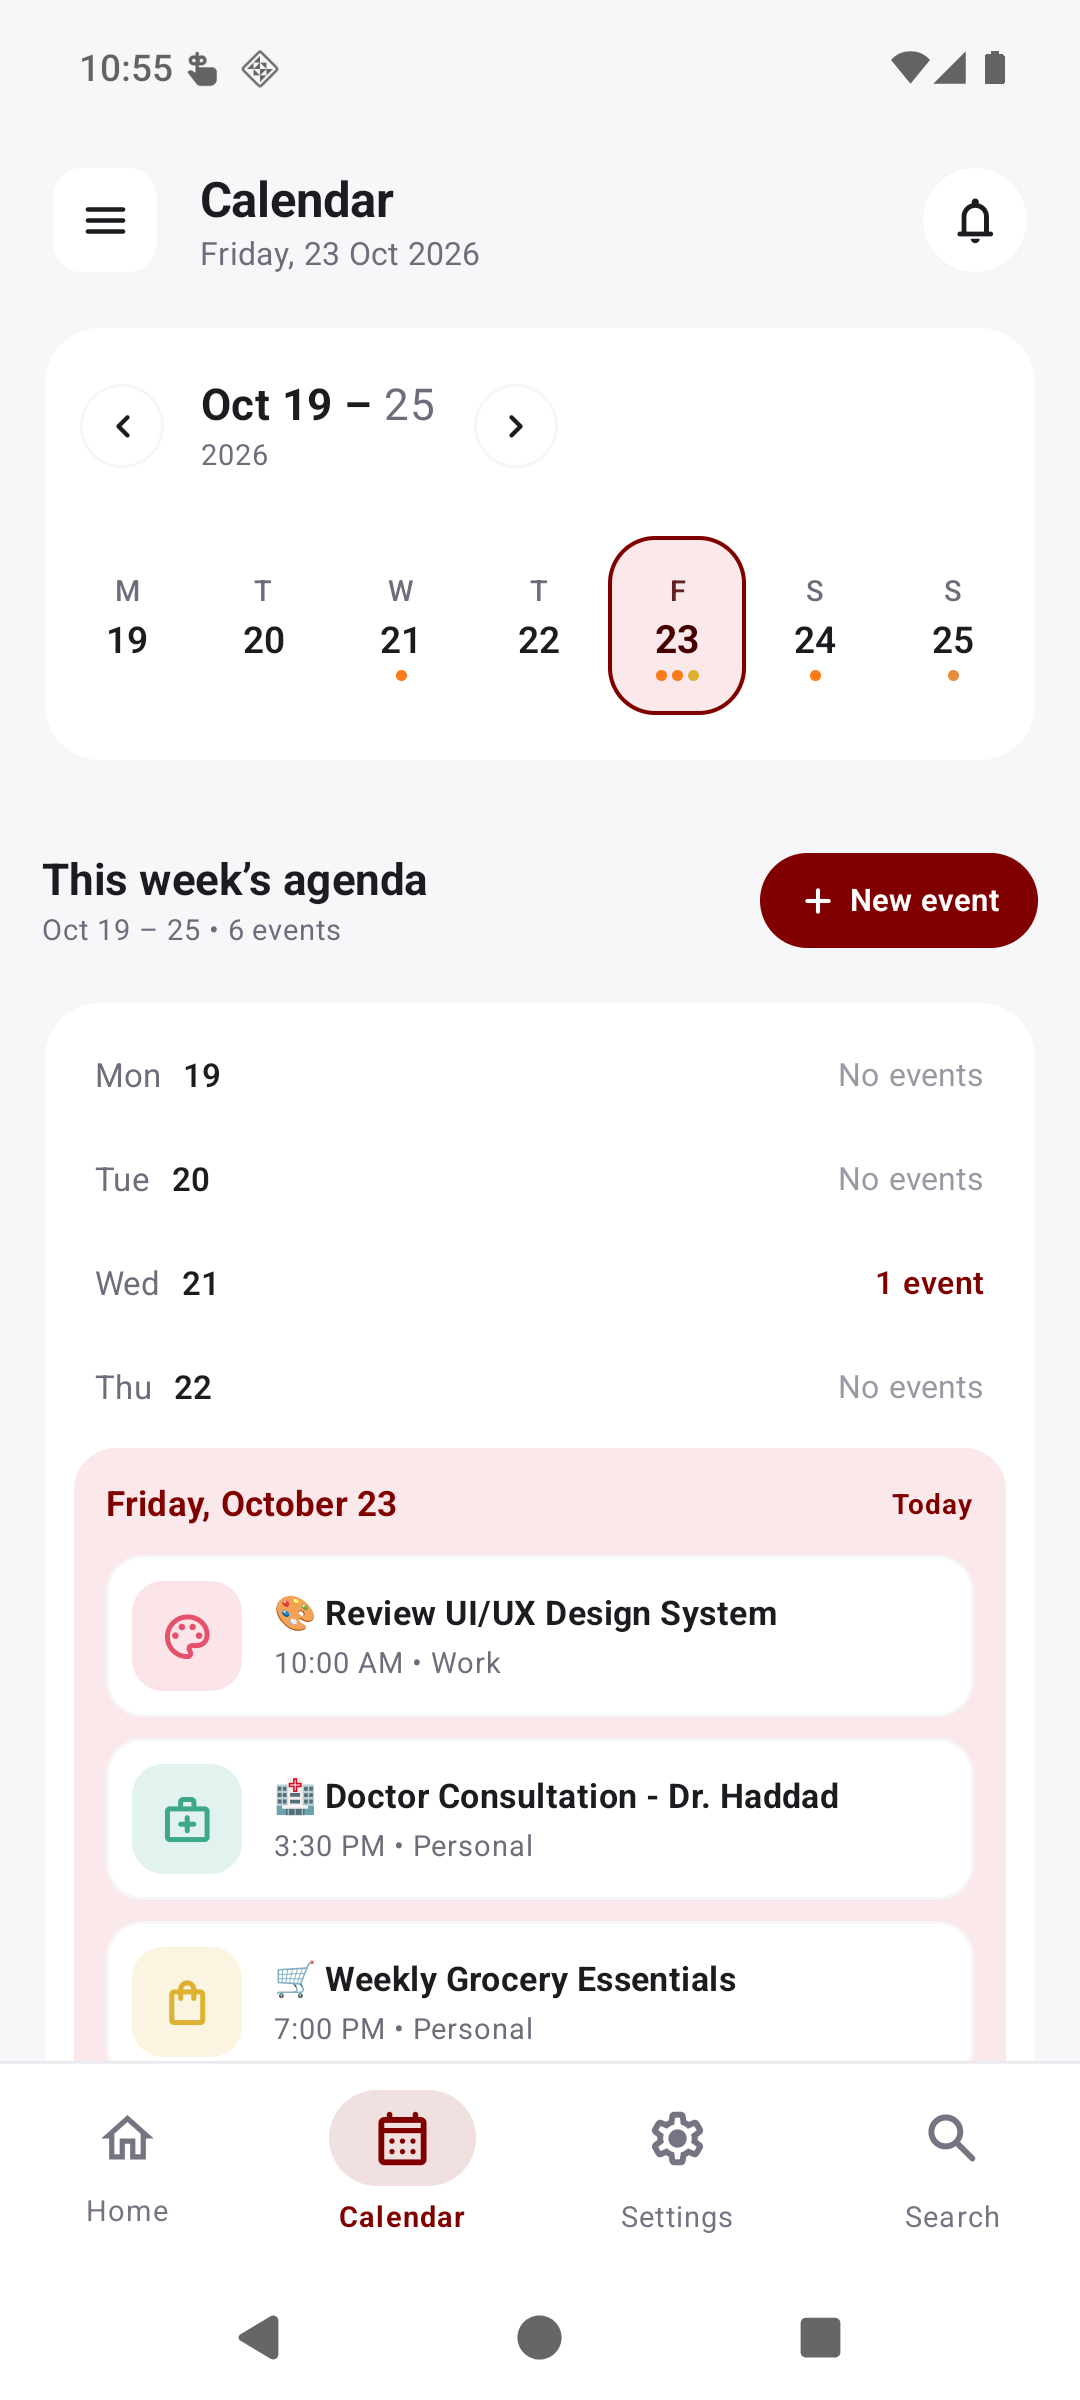 10:55
Calendar
Friday, 23 Oct 2026
Oct 19 – 25
2026
M T W T F S S
19 20 21 22 23 24 25
This week’s agenda
Oct 19 – 25 • 6 events
+ New event
Mon 19 No events
Tue 20 No events
Wed 21 1 event
Thu 22 No events
Friday, October 23 Today
🎨 Review UI/UX Design System
10:00 AM • Work
🏥 Doctor Consultation - Dr. Haddad
3:30 PM • Personal
🛒 Weekly Grocery Essentials
7:00 PM • Personal
Home Calendar Settings Search